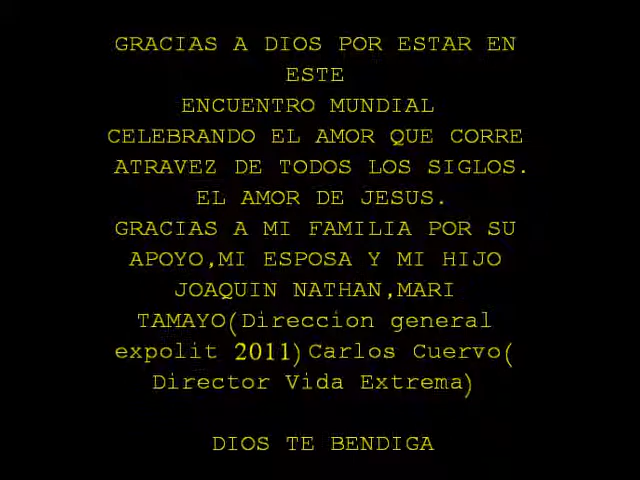 GRACIAS A DIOS POR ESTAR EN
ESTE
ENCUENTRO MUNDIAL
CELEBRANDO EL AMOR QUE CORRE
ATRAVEZ DE TODOS LOS SIGLOS.
EL AMOR DE JESUS.
GRACIAS A MI FAMILIA POR SU
APOYO,MI ESPOSA Y MI HIJO
JOAQUIN NATHAN,MARI
TAMAYO(Direccion general
expolit 2011)Carlos Cuervo(
Director Vida Extrema)
DIOS TE BENDIGA